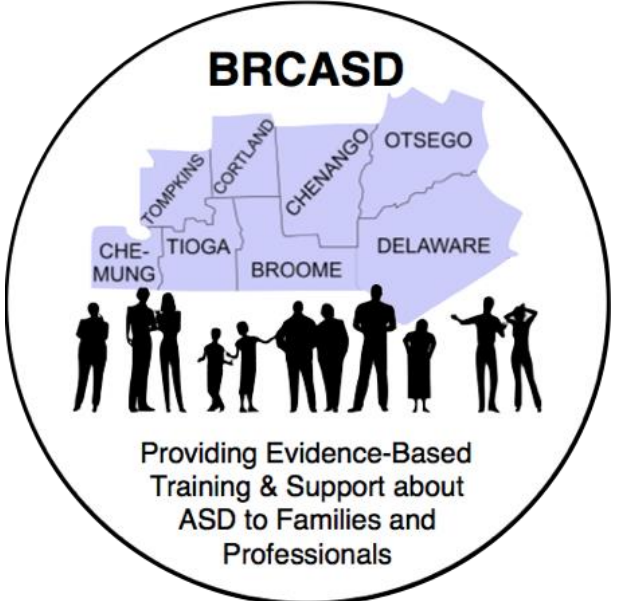 BRCASD
TOMPKINS
CORTLAND
CHENANGO
OTSEGO
CHE-
MUNG
TIOGA
BROOME
DELAWARE
Providing Evidence-Based
Training & Support about
ASD to Families and
Professionals